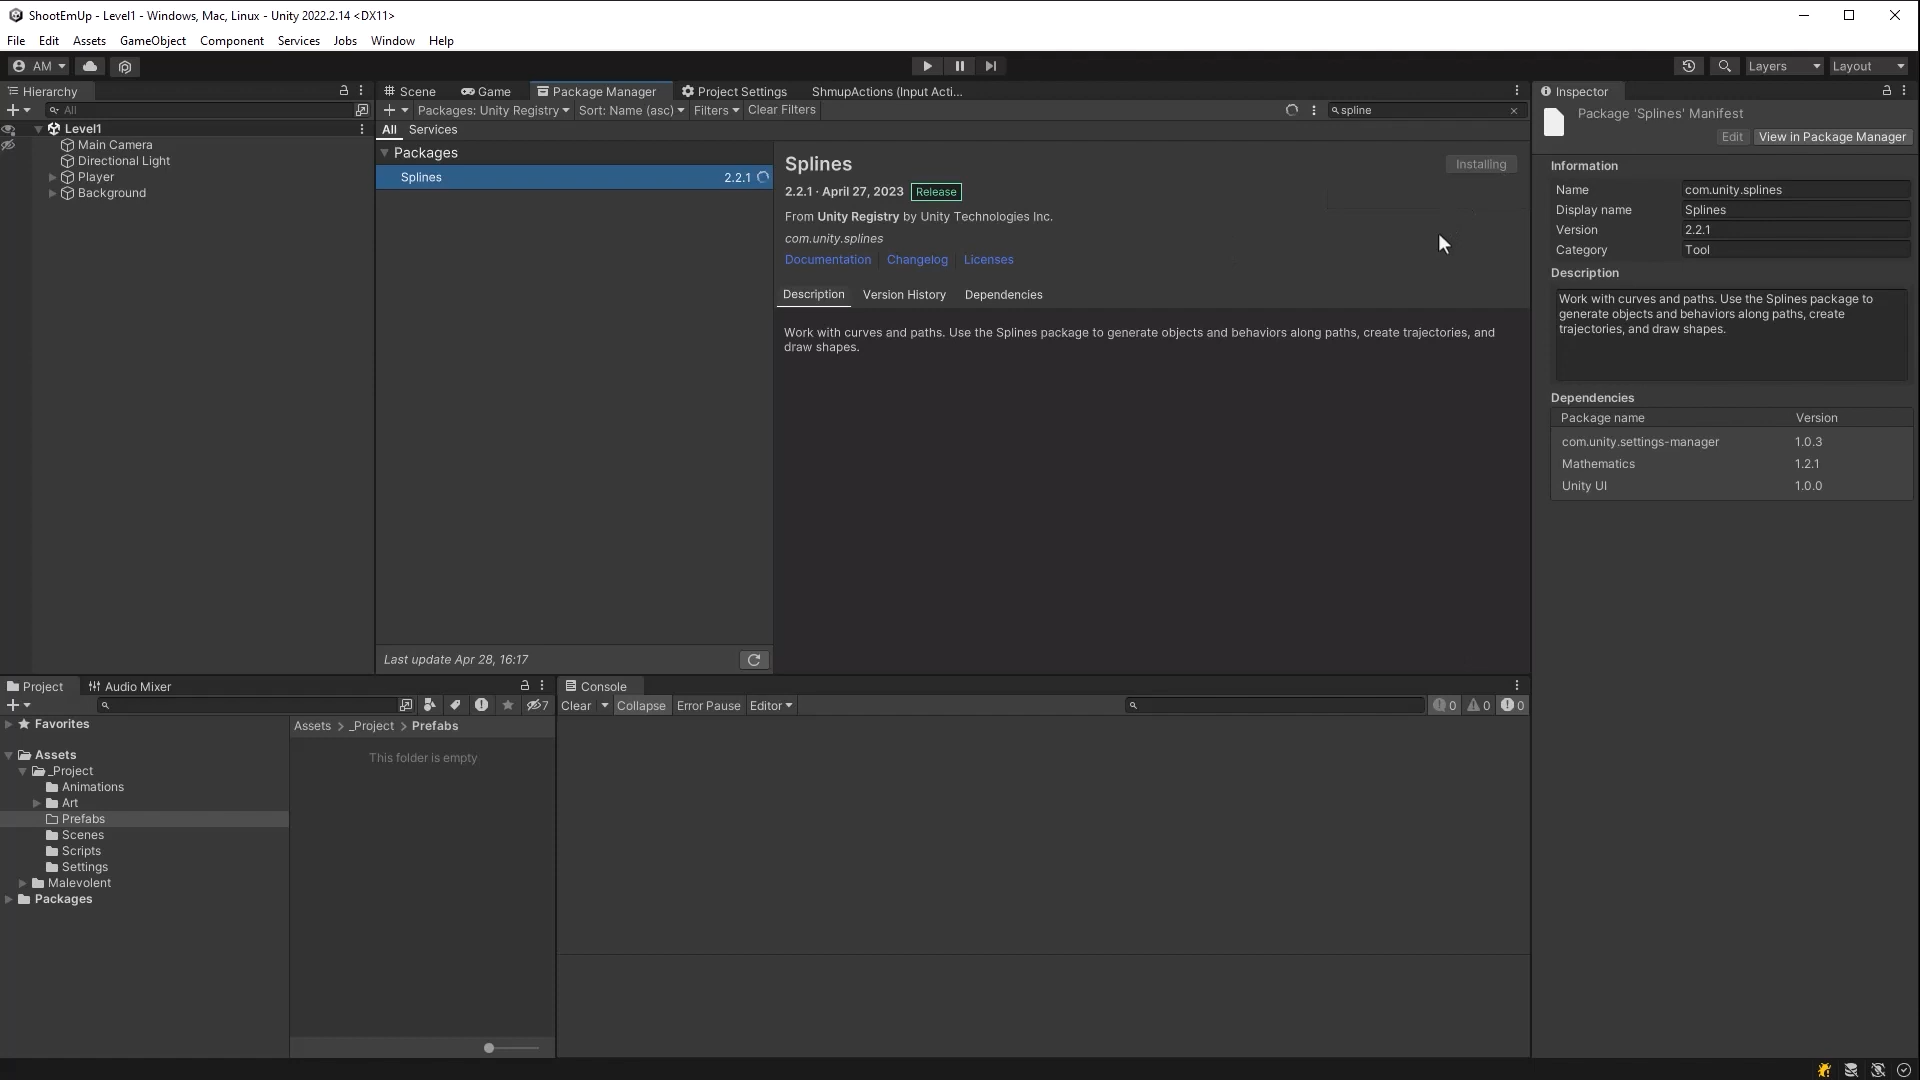 ShootEmUp - Level1 - Windows, Mac, Linux - Unity 2022.2.14 <DX11>
File Edit Assets GameObject Component Services Jobs Window Help
AM
Layers
Layout
Hierarchy
All
Level1
Main Camera
Directional Light
Player
Background
Scene
Game
Package Manager
Project Settings
ShmupActions (Input Acti...
Packages: Unity Registry
Sort: Name (asc)
Filters
Clear Filters
spline
All Services
Packages
Splines 2.2.1
Last update Apr 28, 16:17
Splines
Installing
2.2.1 · April 27, 2023 Release
From Unity Registry by Unity Technologies Inc.
com.unity.splines
Documentation Changelog Licenses
Description Version History Dependencies
Work with curves and paths. Use the Splines package to generate objects and behaviors along paths, create trajectories, and
draw shapes.
Inspector
Package 'Splines' Manifest
Edit View in Package Manager
Information
Name com.unity.splines
Display name Splines
Version 2.2.1
Category Tool
Description
Work with curves and paths. Use the Splines package to
generate objects and behaviors along paths, create
trajectories, and draw shapes.
Dependencies
Package name Version
com.unity.settings-manager 1.0.3
Mathematics 1.2.1
Unity UI 1.0.0
Project
Audio Mixer
7
Favorites
Assets
_Project
Animations
Art
Prefabs
Scenes
Scripts
Settings
Malevolent
Packages
Assets > _Project > Prefabs
This folder is empty
Console
Clear Collapse Error Pause Editor
0 0 0